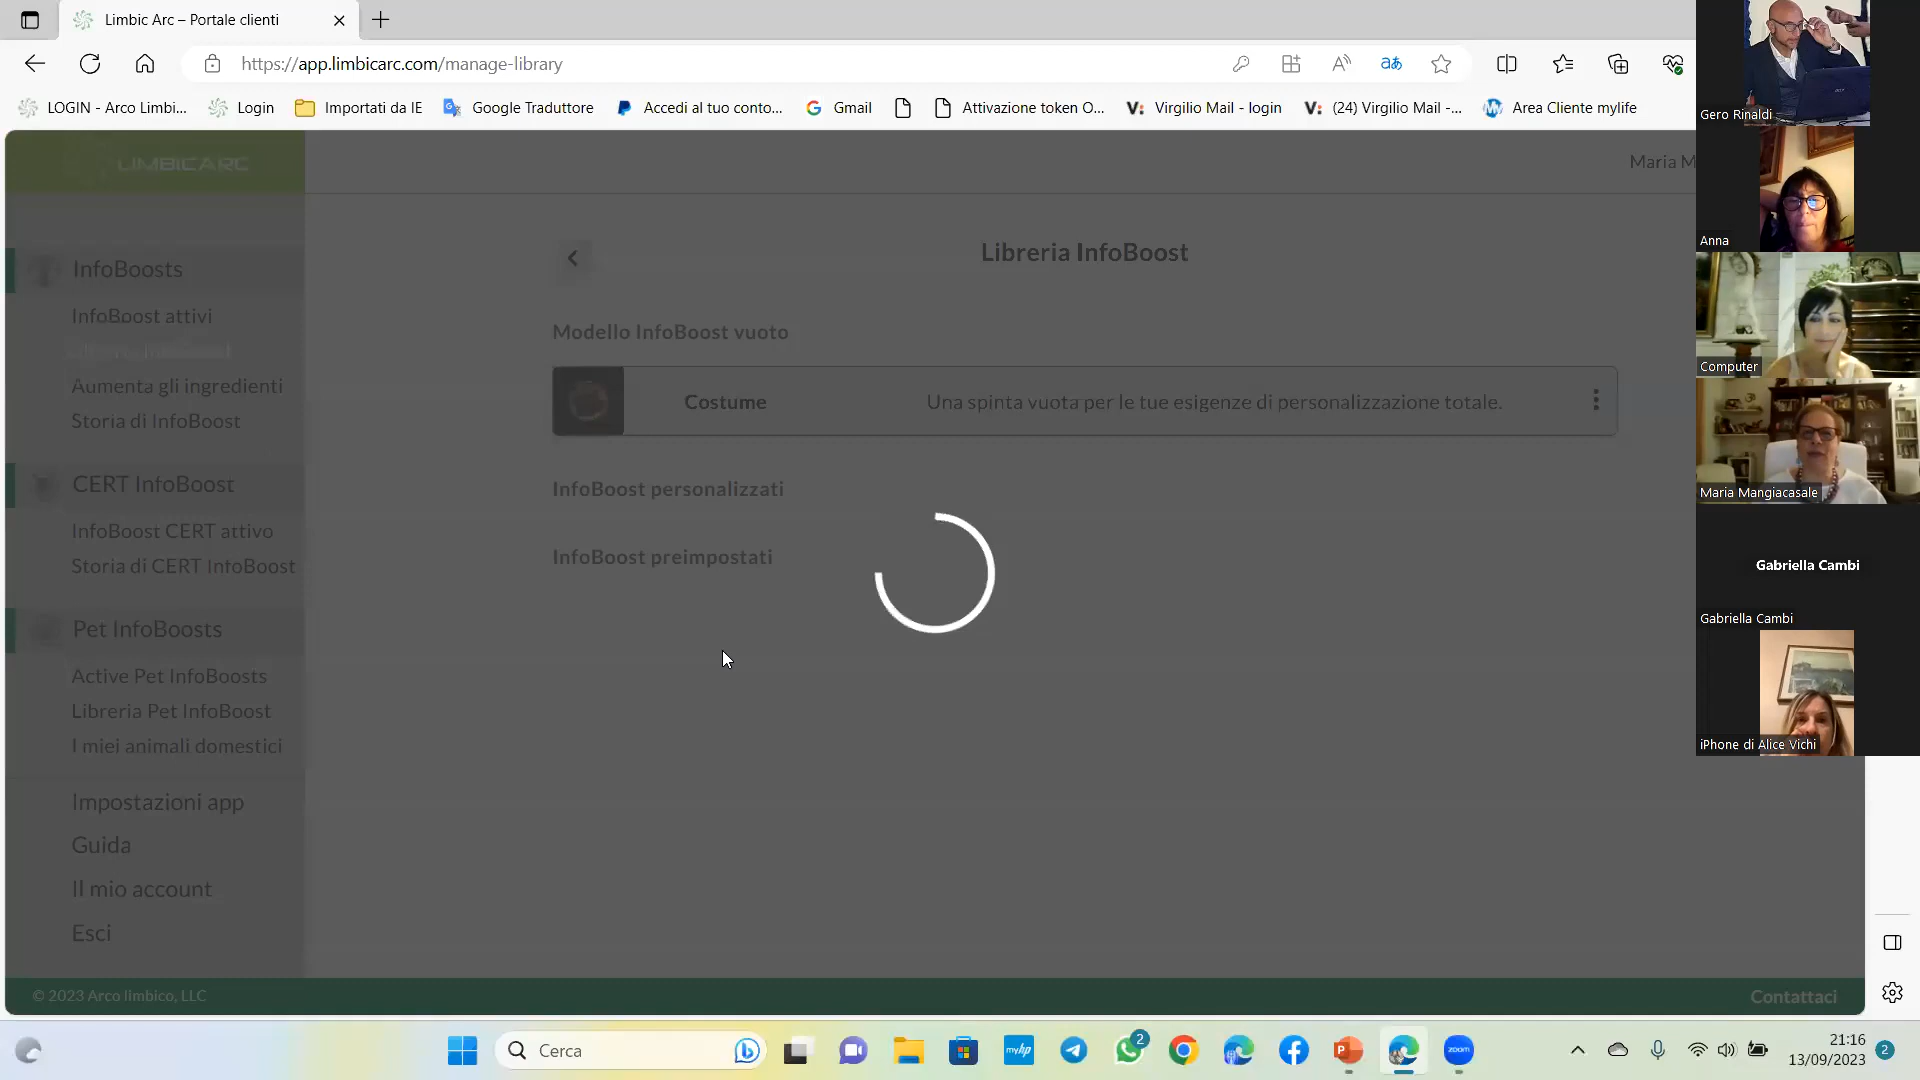 Limbic Arc – Portale clienti
https://app.limbicarc.com/manage-library
LOGIN - Arco Limbi...
Login
Importati da IE
Google Traduttore
Accedi al tuo conto...
Gmail
Attivazione token O...
Virgilio Mail - login
(24) Virgilio Mail -...
Area Cliente mylife
LIMBIC ARC
Maria M
InfoBoosts
InfoBoost attivi
Aumenta gli ingredienti
Storia di InfoBoost
CERT InfoBoost
InfoBoost CERT attivo
Storia di CERT InfoBoost
Pet InfoBoosts
Active Pet InfoBoosts
Libreria Pet InfoBoost
I miei animali domestici
Impostazioni app
Guida
Il mio account
Esci
Libreria InfoBoost
Modello InfoBoost vuoto
Costume
Una spinta vuota per le tue esigenze di personalizzazione totale.
InfoBoost personalizzati
InfoBoost preimpostati
© 2023 Arco limbico, LLC
Contattaci
Gero Rinaldi
Anna
Computer
Maria Mangiacasale
Gabriella Cambi
Gabriella Cambi
iPhone di Alice Vichi
Cerca
myhp
2
zoom
21:16
13/09/2023
2